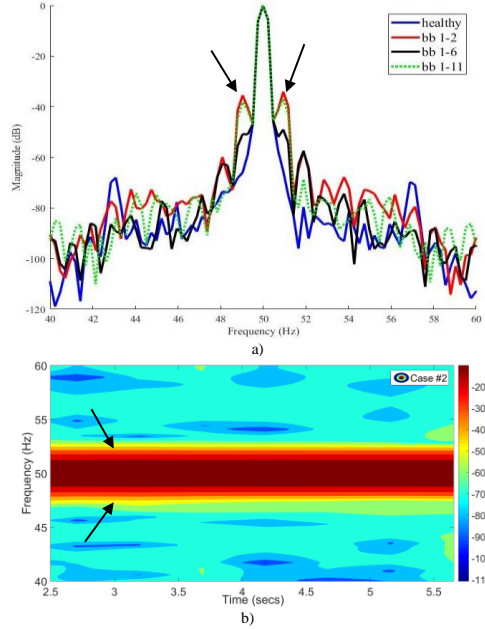 0
-20
-40
-60
-80
-100
-120
Magnitude (dB)
healthy
bb 1-2
bb 1-6
bb 1-11
40 42 44 46 48 50 52 54 56 58 60
Frequency (Hz)
a)
60
55
50
45
40
Frequency (Hz)
Case #2
-20
-30
-40
-50
-60
-70
-80
-90
-100
-11
2.5 3 3.5 4 4.5 5 5.5
Time (secs)
b)